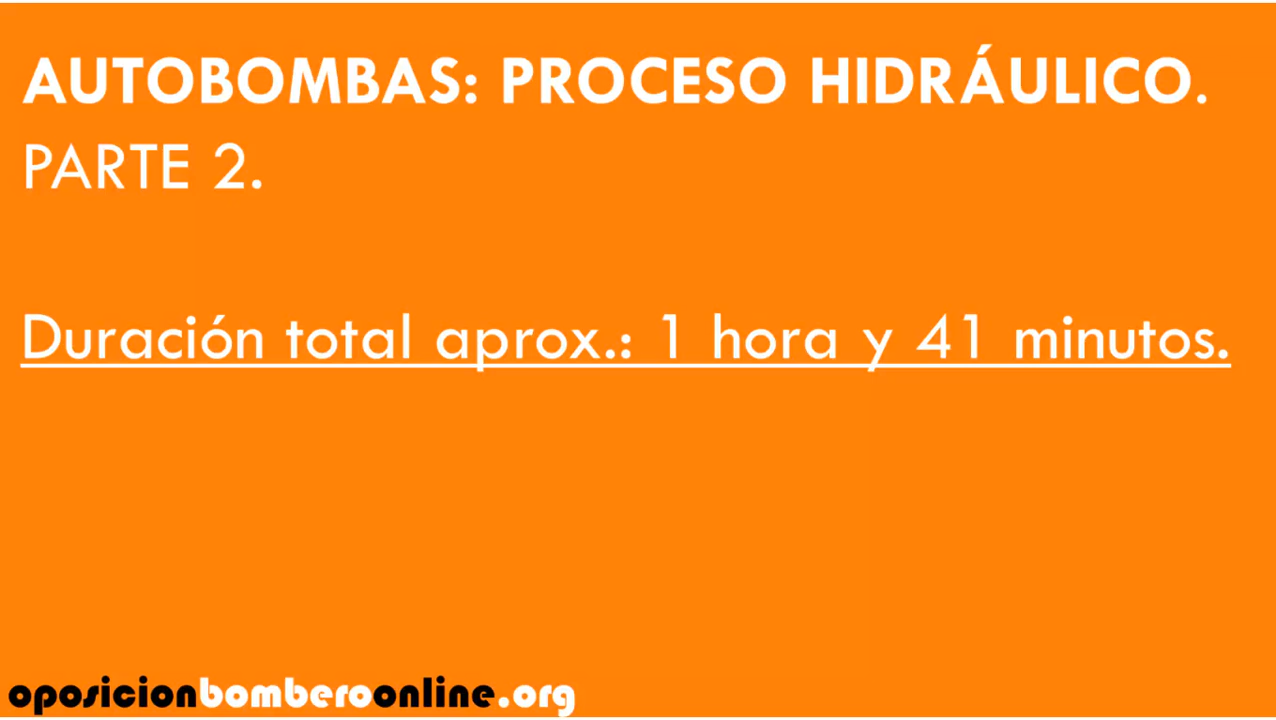 AUTOBOMBAS: PROCESO HIDRÁULICO.
PARTE 2.
Duración total aprox.: 1 hora y 41 minutos.
oposicionbomberoonline.org